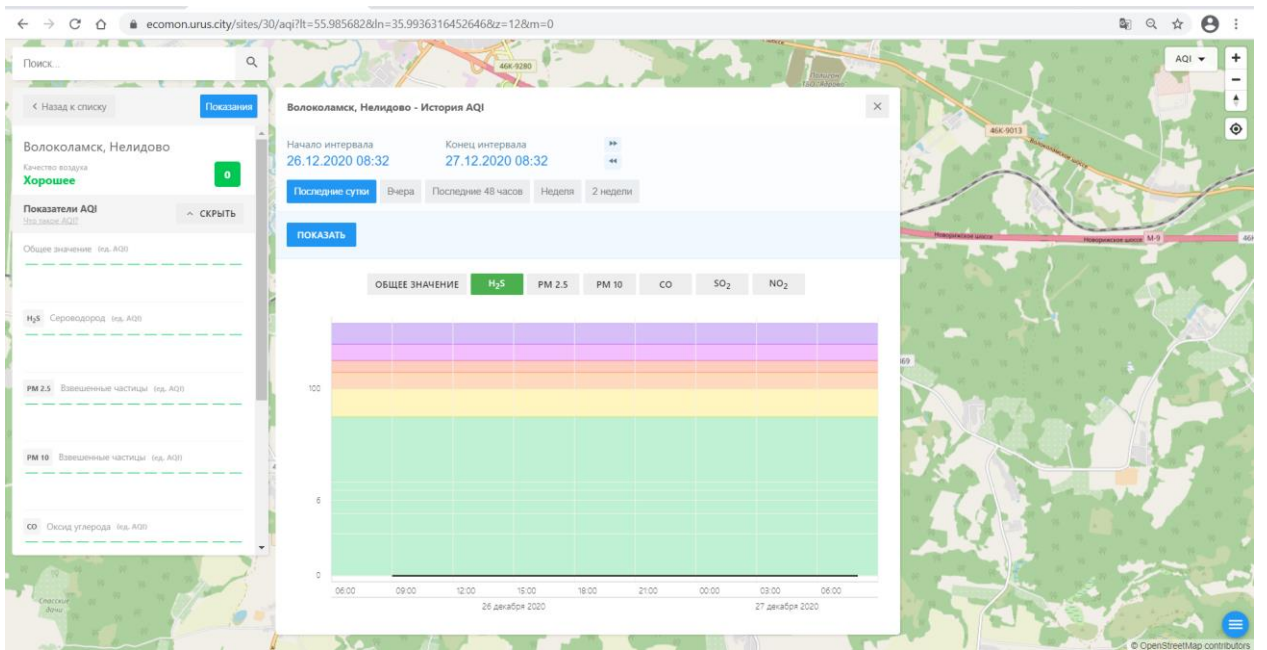 ecomon.urus.city/sites/30/aqi?lt=55.985682&ln=35.9936316452646&z=12&m=0
Поиск...
46К-9280
AQI
< Назад к списку
Показания
Волоколамск, Нелидово - История AQI
46К-9013
Волоколамск, Нелидово
Начало интервала
Конец интервала
26.12.2020 08:32
27.12.2020 08:32
Качество воздуха
Хорошее
0
Последние сутки
Вчера
Последние 48 часов
Неделя
2 недели
Показатели AQI
Что такое AQI?
СКРЫТЬ
ПОКАЗАТЬ
Новорижское шоссе
Новорижское шоссе
М-9
46К
Общее значение (ед. AQI)
ОБЩЕЕ ЗНАЧЕНИЕ
H₂S
PM 2.5
PM 10
CO
SO₂
NO₂
H₂S Сероводород (ед. AQI)
469
100
PM 2.5 Взвешенные частицы (ед. AQI)
PM 10 Взвешенные частицы (ед. AQI)
6
CO Оксид углерода (ед. AQI)
0
06:00
09:00
12:00
15:00
18:00
21:00
00:00
03:00
06:00
26 декабря 2020
27 декабря 2020
Спасские
дачи
© OpenStreetMap contributors